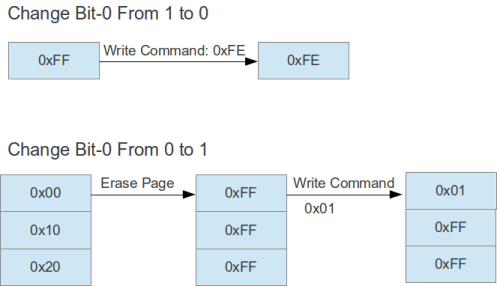 Change Bit-0 From 1 to 0
0xFF
Write Command: 0xFE
0xFE
Change Bit-0 From 0 to 1
0x00
Erase Page
0xFF
Write Command
0x01
0x01
0x10
0xFF
0xFF
0x20
0xFF
0xFF